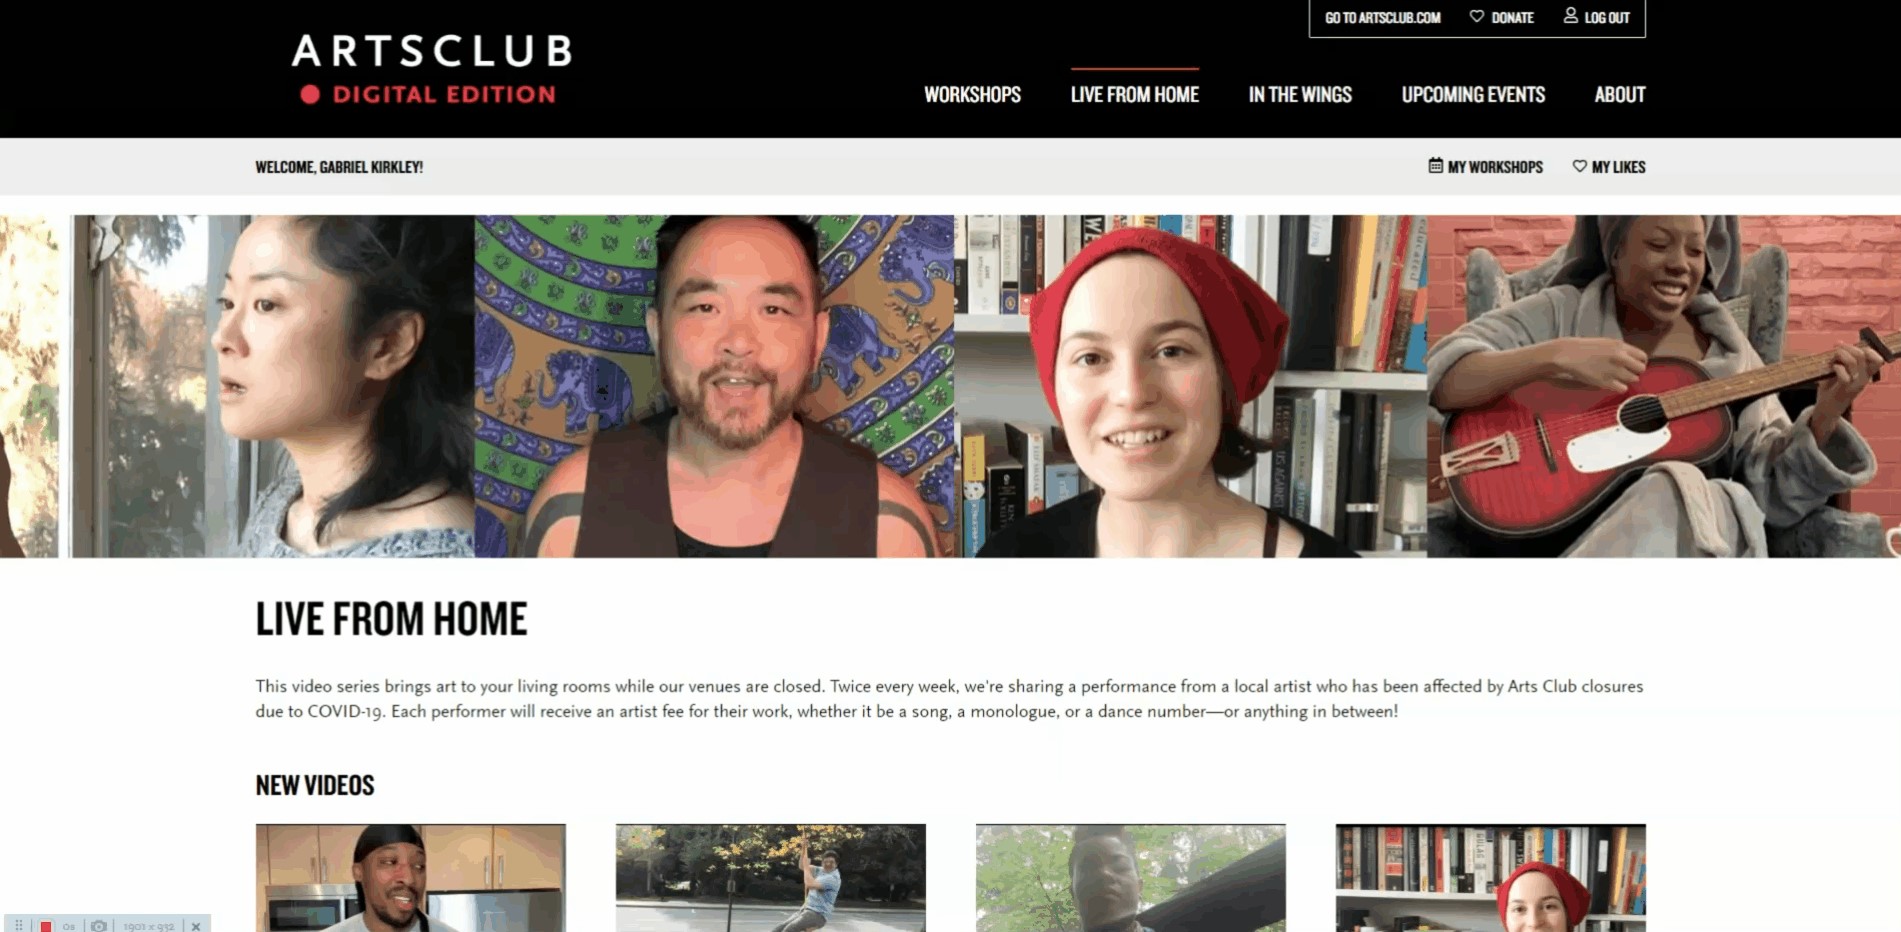 GO TO ARTSCLUB.COM DONATE LOG OUT
ARTSCLUB
DIGITAL EDITION
WORKSHOPS LIVE FROM HOME IN THE WINGS UPCOMING EVENTS ABOUT
WELCOME, GABRIEL KIRKLEY!
MY WORKSHOPS MY LIKES
LIVE FROM HOME
This video series brings art to your living rooms while our venues are closed. Twice every week, we're sharing a performance from a local artist who has been affected by Arts Club closures
due to COVID-19. Each performer will receive an artist fee for their work, whether it be a song, a monologue, or a dance number—or anything in between!
NEW VIDEOS
0s 1901 x 932